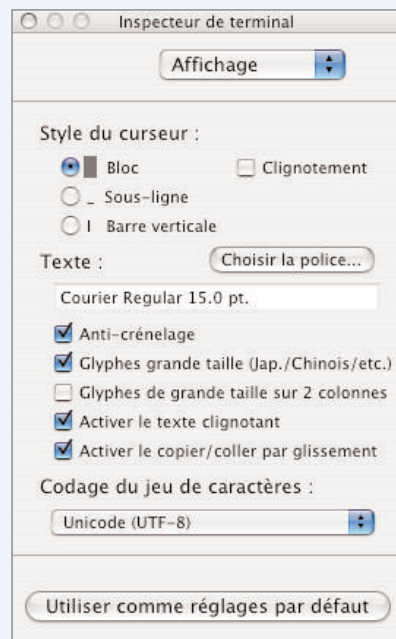 Inspecteur de terminal
Affichage
Style du curseur :
Bloc
Clignotement
_ Sous-ligne
| Barre verticale
Texte :
Choisir la police...
Courier Regular 15.0 pt.
Anti-crénelage
Glyphes grande taille (Jap./Chinois/etc.)
Glyphes de grande taille sur 2 colonnes
Activer le texte clignotant
Activer le copier/coller par glissement
Codage du jeu de caractères :
Unicode (UTF-8)
Utiliser comme réglages par défaut